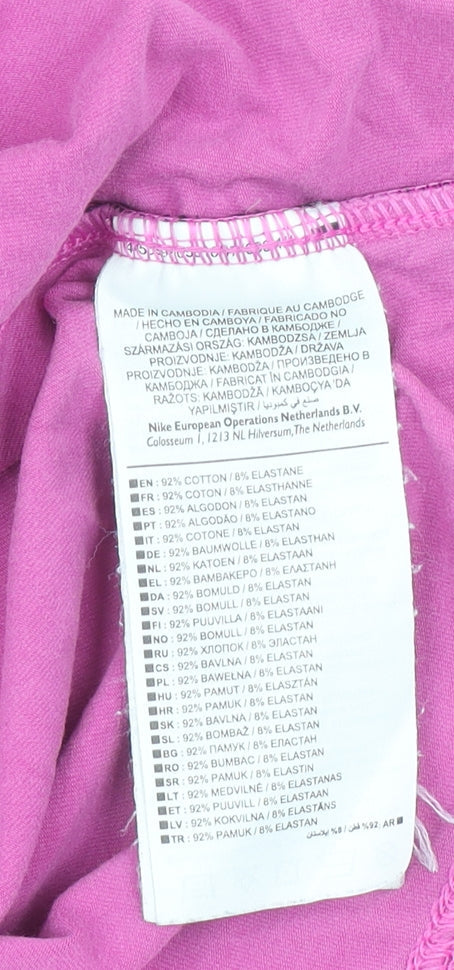 MADE IN CAMBODIA / FABRIQUE AU CAMBODGE
/ HECHO EN CAMBOYA / FABRICADO NO
CAMBOJA / СДЕЛАНО В КАМБОДЖЕ /
SZÁRMAZÁSI ORSZÁG: KAMBODZSA / ZEMLJA
PROIZVODNJE: KAMBODŽA / DRŽAVA
PROIZVODNJE: KAMBODŽA / ПРОИЗВЕДЕНО В
КАМБОДЖА / FABRICAT ÎN CAMBODGIA /
RAŽOTS: KAMBODŽĀ / KAMBOÇYA 'DA
YAPILMIŞTIR / صنع في كمبوديا
Nike European Operations Netherlands B.V.
Colosseum 1, 1213 NL Hilversum, The Netherlands
EN : 92% COTTON / 8% ELASTANE
FR : 92% COTON / 8% ELASTHANNE
ES : 92% ALGODON / 8% ELASTAN
PT : 92% ALGODÃO / 8% ELASTANO
IT : 92% COTONE / 8% ELASTAN
DE : 92% BAUMWOLLE / 8% ELASTHAN
NL : 92% KATOEN / 8% ELASTAAN
EL : 92% ΒΑΜΒΑΚΕΡΟ / 8% ΕΛΑΣΤΑΝΗ
DA : 92% BOMULD / 8% ELASTAN
SV : 92% BOMULL / 8% ELASTAN
FI : 92% PUUVILLA / 8% ELASTAANI
NO : 92% BOMULL / 8% ELASTAN
RU : 92% ХЛОПОК / 8% ЭЛАСТАН
CS : 92% BAVLNA / 8% ELASTAN
PL : 92% BAWEŁNA / 8% ELASTAN
HU : 92% PAMUT / 8% ELASZTÁN
HR : 92% PAMUK / 8% ELASTAN
SK : 92% BAVLNA / 8% ELASTAN
SL : 92% BOMBAŽ / 8% ELASTAN
BG : 92% ПАМУК / 8% ЕЛАСТАН
RO : 92% BUMBAC / 8% ELASTAN
SR : 92% PAMUK / 8% ELASTIN
LT : 92% MEDVILNĖ / 8% ELASTANAS
ET : 92% PUUVILL / 8% ELASTAAN
LV : 92% KOKVILNA / 8% ELASTĀNS
TR : 92% PAMUK / 8% ELASTAN AR :92% قطن / 8% إيلاستان